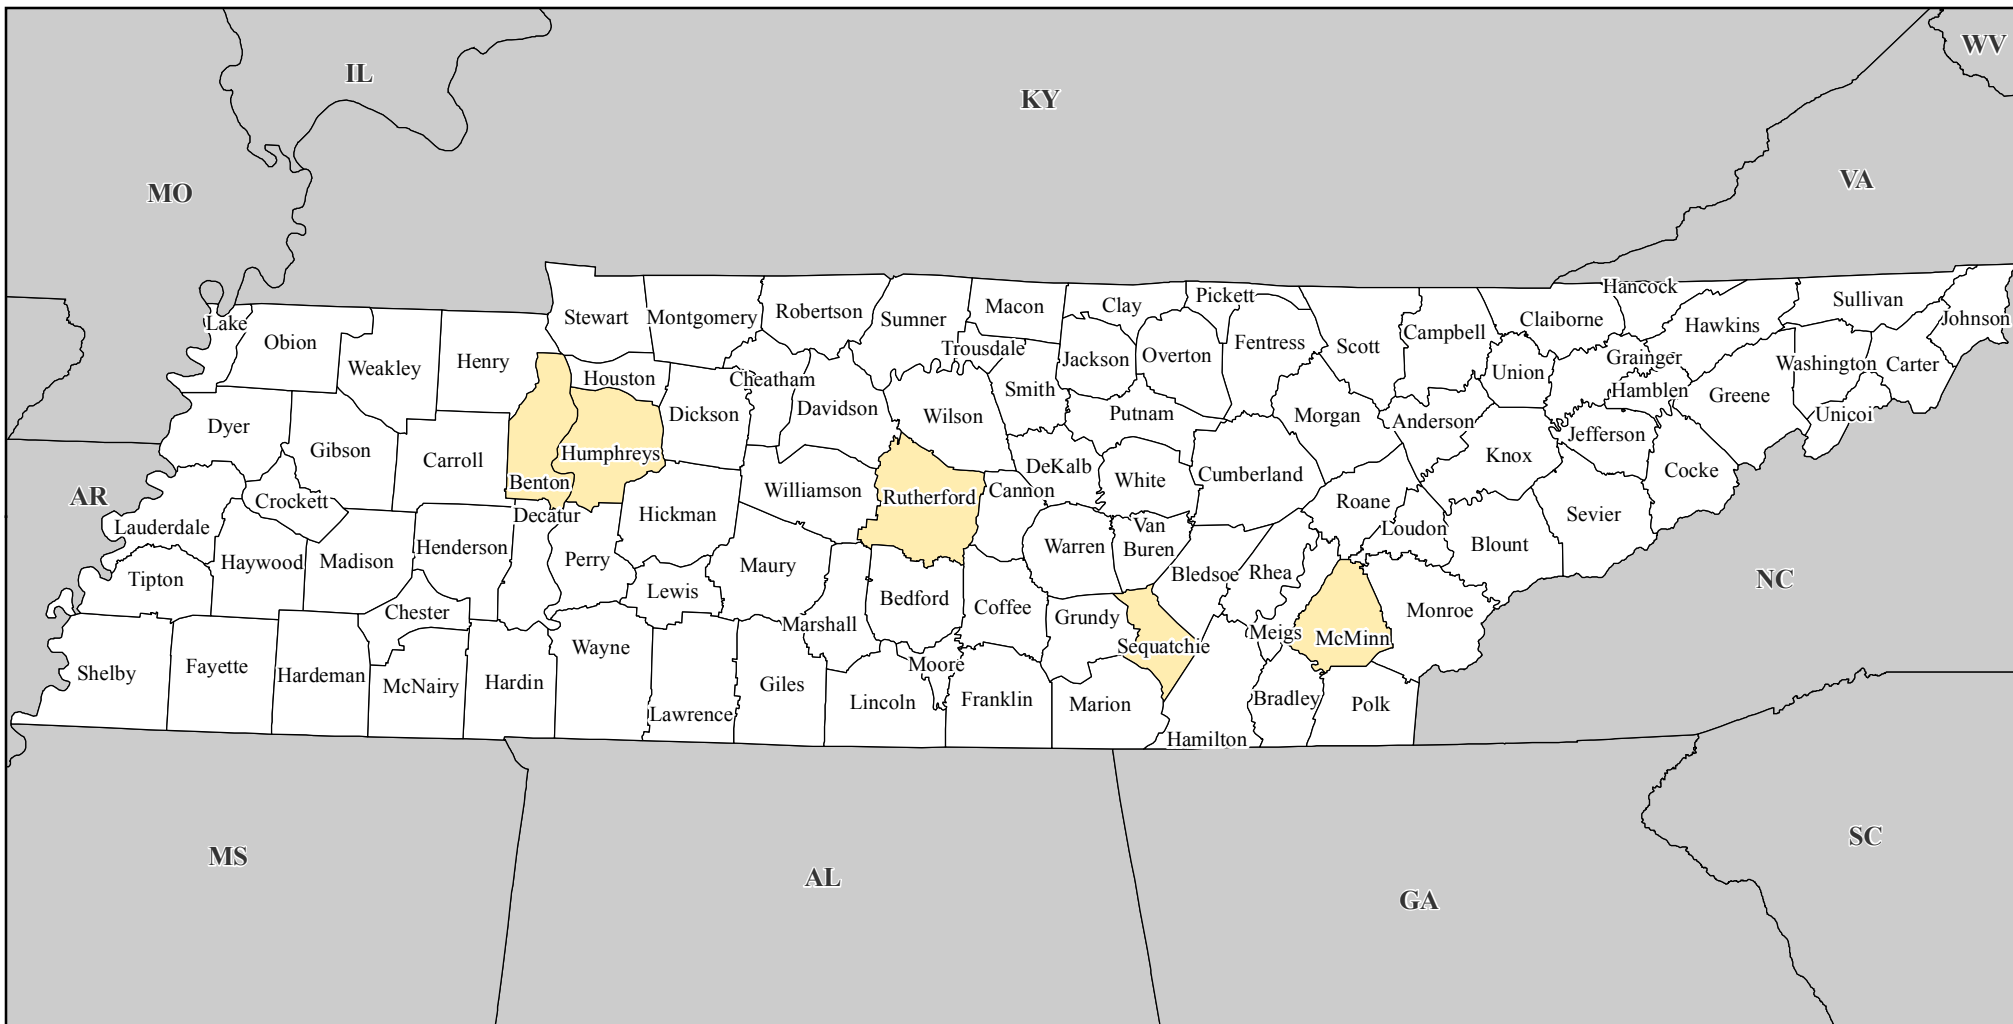 WV
IL
KY
MO
VA
Hancock
Pickett
Sullivan
Clay
Macon
Robertson
Stewart
Montgomery
Sumner
Johnson
Claiborne
Lake
Hawkins
Campbell
Obion
Fentress
Scott
Trousdale
Overton
Jackson
Grainger
Henry
Washington
Carter
Weakley
Union
Houston
Cheatham
Smith
Hamblen
Greene
Davidson
Dickson
Putnam
Wilson
Morgan
Unicoi
Anderson
Dyer
Jefferson
Gibson
Humphreys
Knox
Carroll
DeKalb
Cocke
Cumberland
White
Benton
Williamson
Cannon
AR
Rutherford
Crockett
Roane
Hickman
Decatur
Sevier
Lauderdale
Van
Buren
Loudon
Blount
Henderson
Warren
Perry
Haywood
Madison
Maury
Bledsoe
Rhea
Tipton
NC
Lewis
Bedford
Coffee
Chester
Monroe
Grundy
Marshall
Meigs
McMinn
Wayne
Sequatchie
Moore
Fayette
Shelby
Hardeman
Hardin
Giles
McNairy
Bradley
Franklin
Lincoln
Marion
Polk
Lawrence
Hamilton
SC
MS
AL
GA